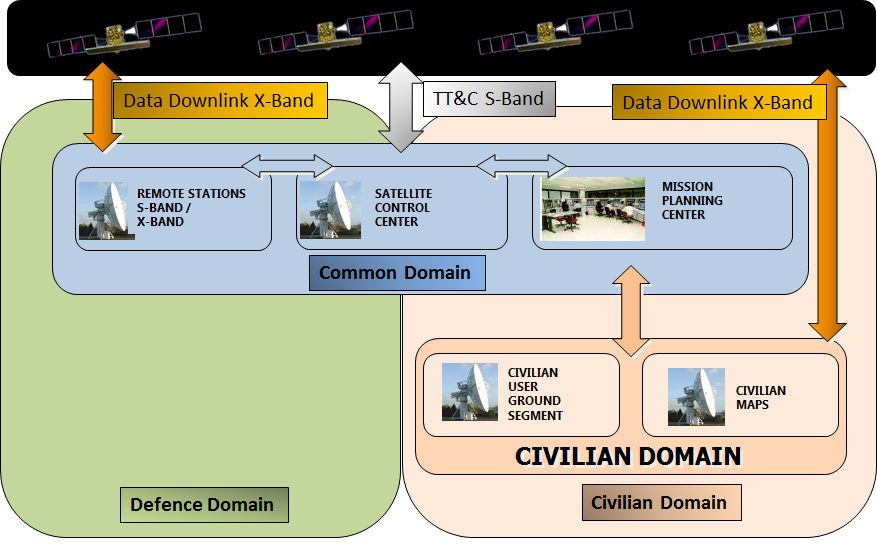 Data Downlink X-Band
TT&C S-Band
Data Downlink X-Band
REMOTE STATIONS
S-BAND /
X-BAND
SATELLITE
CONTROL
CENTER
MISSION
PLANNING
CENTER
Common Domain
CIVILIAN
USER
GROUND
SEGMENT
CIVILIAN
MAPS
CIVILIAN DOMAIN
Defence Domain
Civilian Domain